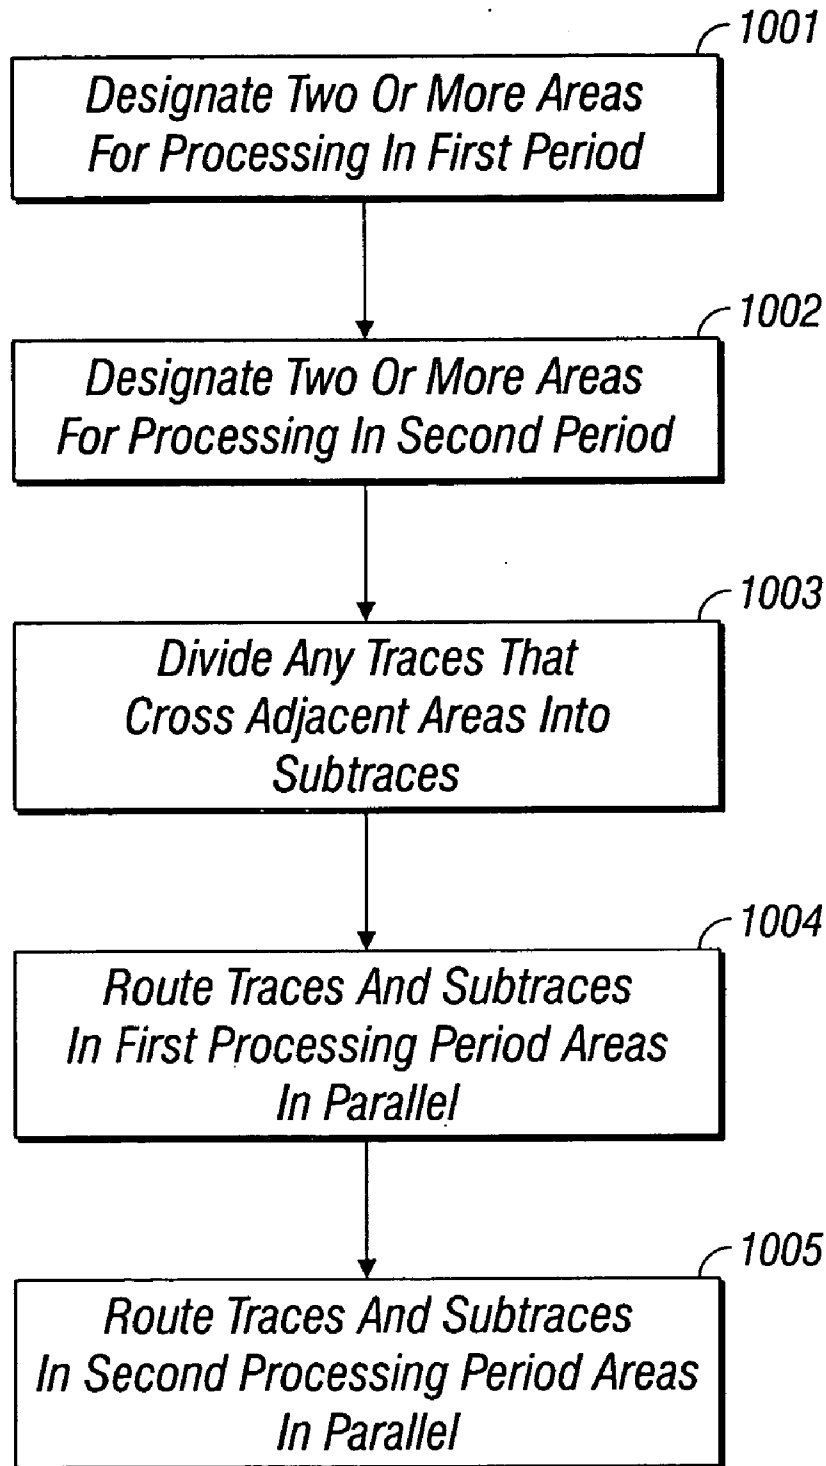 1001
Designate Two Or More Areas
For Processing In First Period
1002
Designate Two Or More Areas
For Processing In Second Period
1003
Divide Any Traces That
Cross Adjacent Areas Into
Subtraces
1004
Route Traces And Subtraces
In First Processing Period Areas
In Parallel
1005
Route Traces And Subtraces
In Second Processing Period Areas
In Parallel